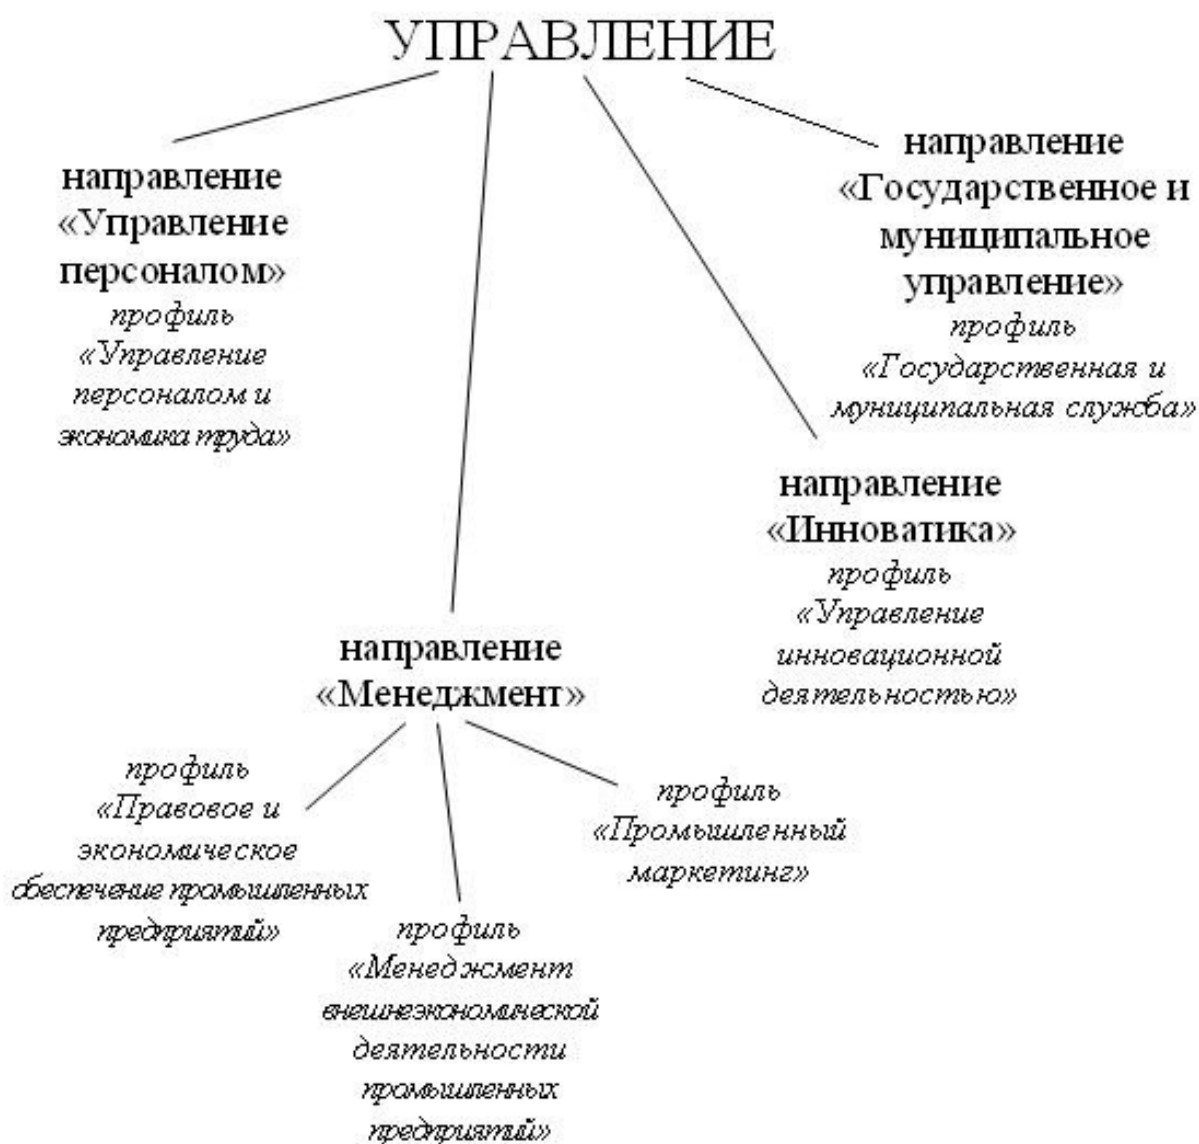 УПРАВЛЕНИЕ
направление
«Управление
персоналом»
профиль
«Управление
персоналом и
экономика труда»
направление
«Государственное и
муниципальное
управление»
профиль
«Государственная и
муниципальная служба»
направление
«Инноватика»
профиль
«Управление
инновационной
деятельностью»
направление
«Менеджмент»
профиль
«Правовое и
экономическое
обеспечение промышленных
предприятий»
профиль
«Менеджмент
внешнеэкономической
деятельности
промышленных
предприятий»
профиль
«Промышленный
маркетинг»